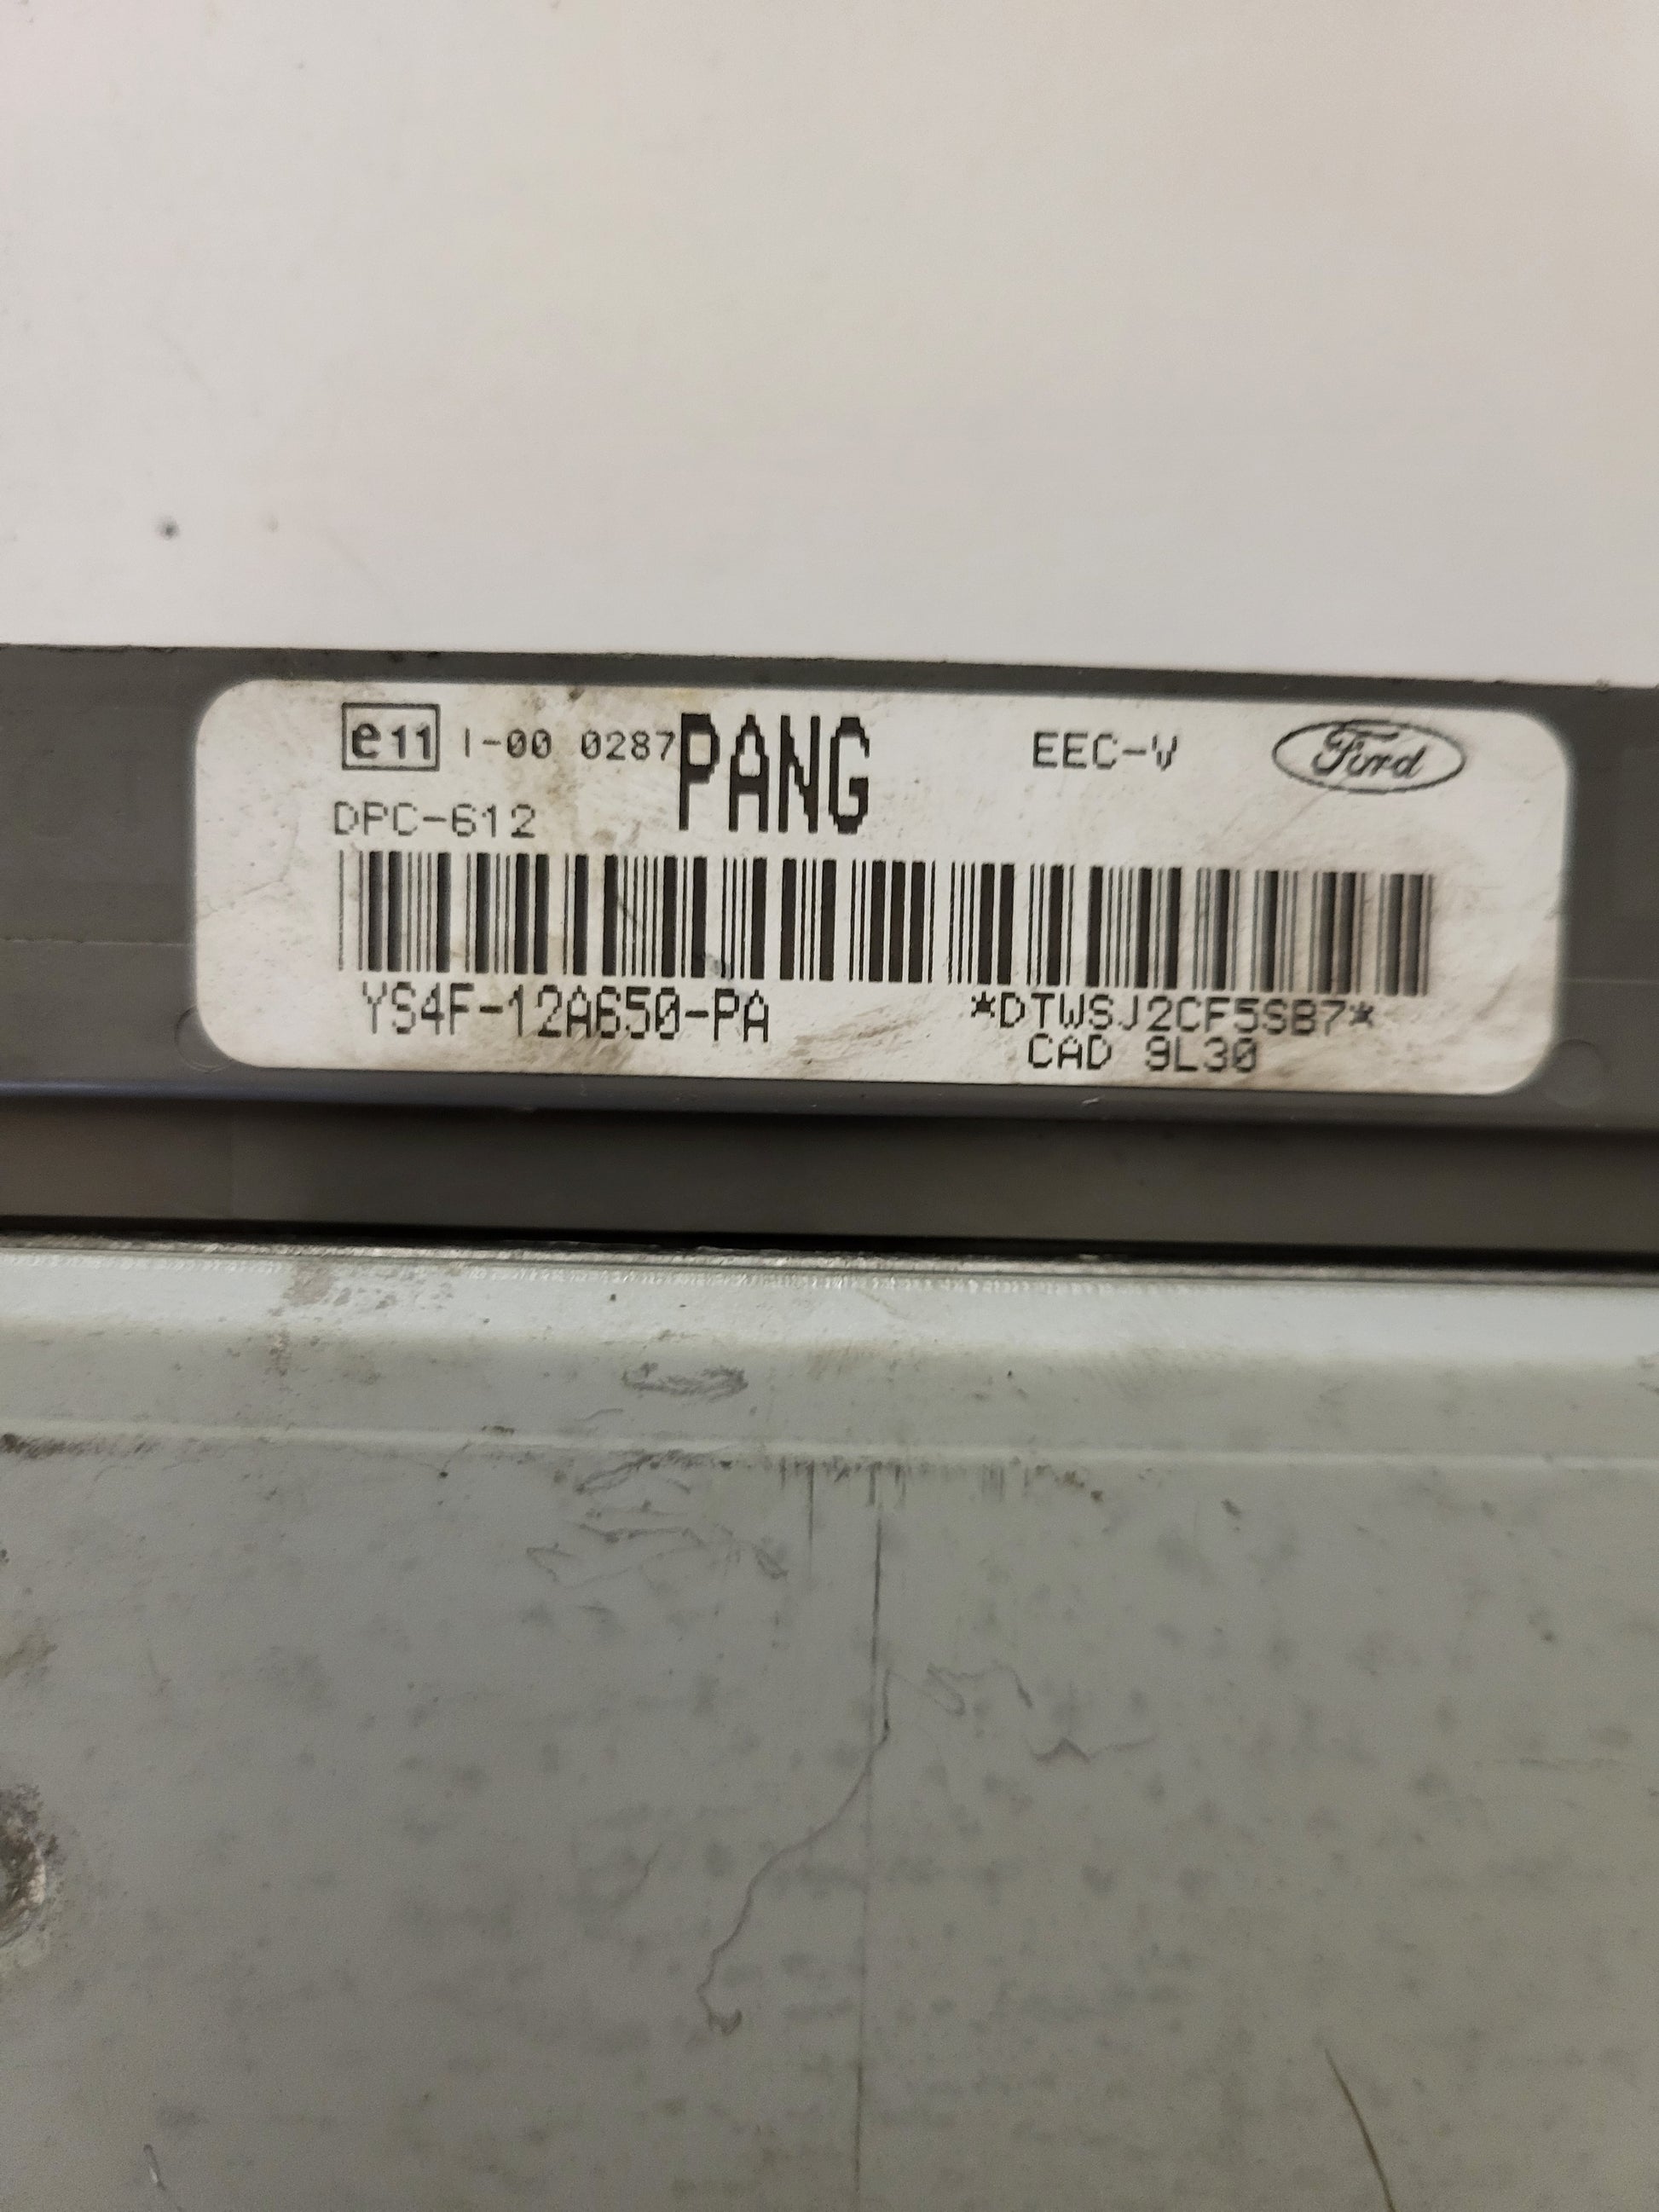 e11 I-00 0287 PANG EEC-V Ford
DPC-612
YS4F-12A650-PA *DTWSJ2CF5SB7*
CAD 9L30